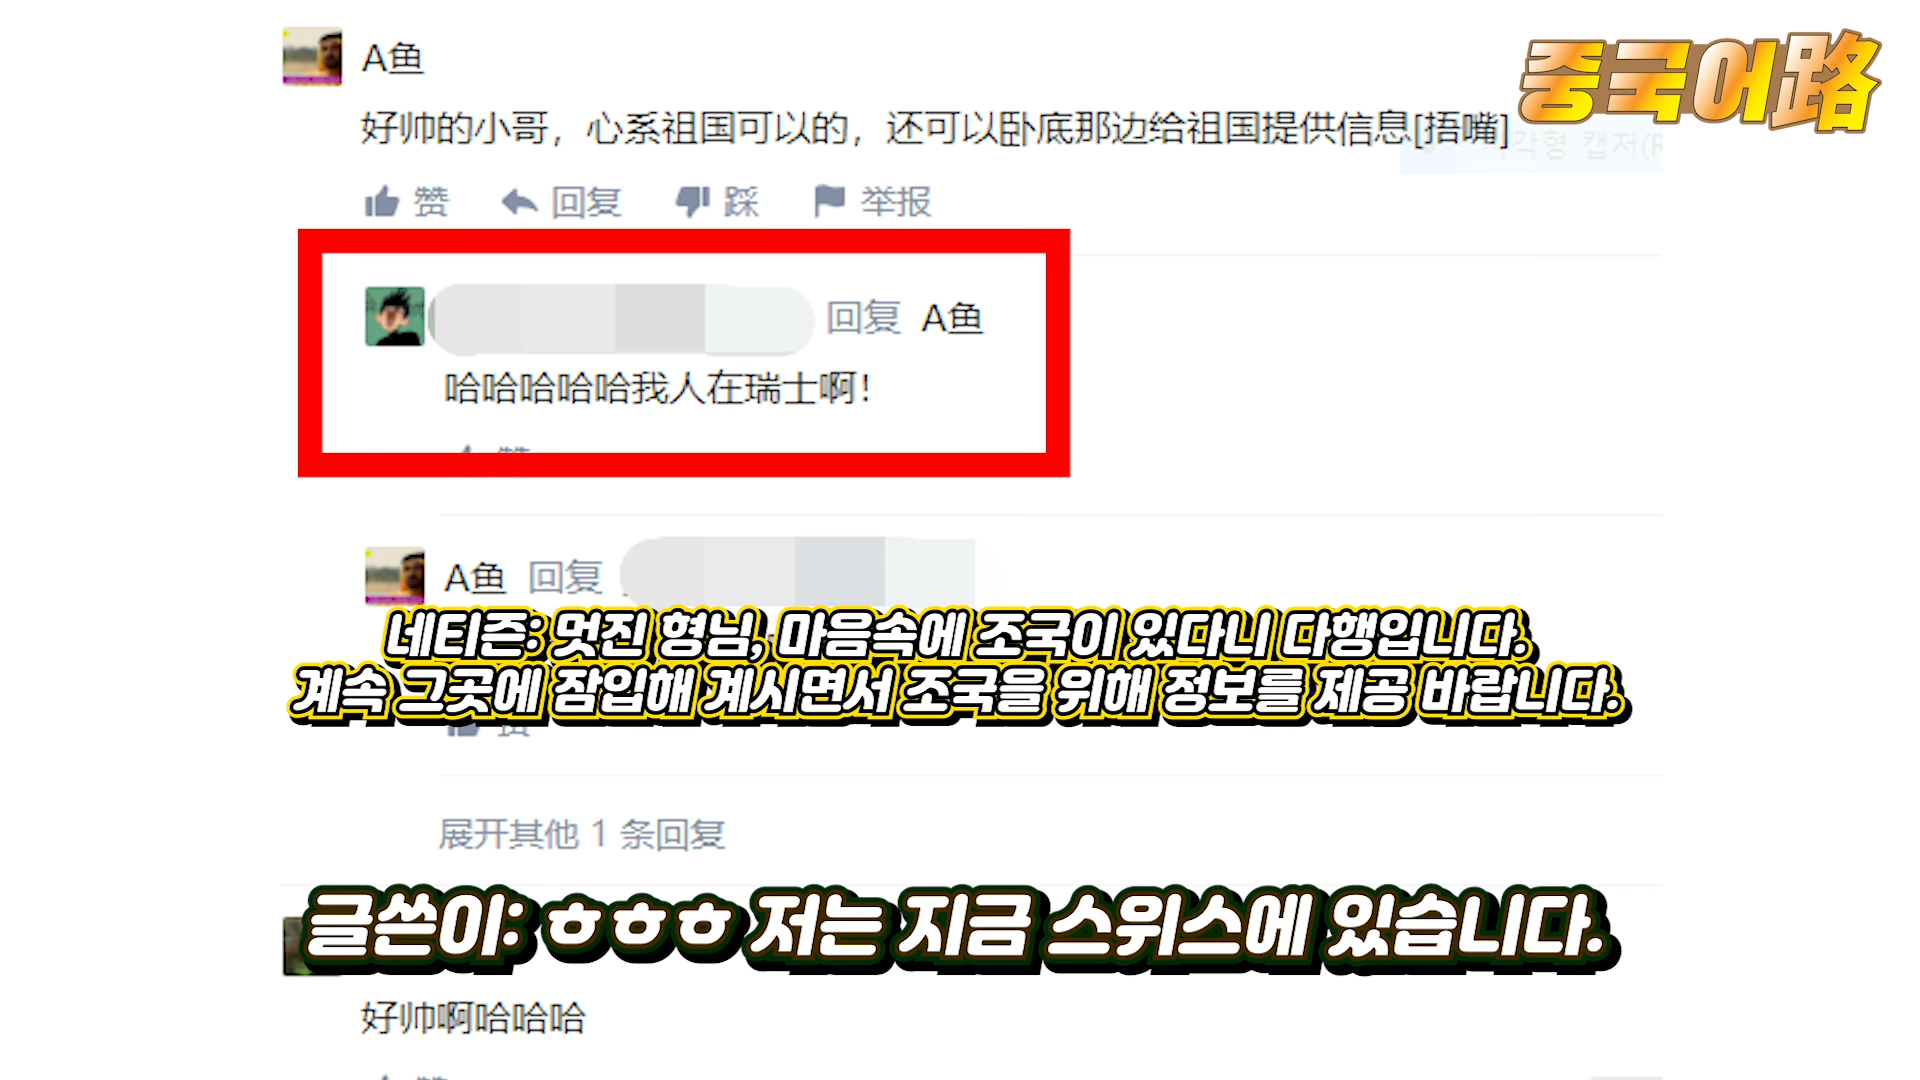 A鱼
중국어路
好帅的小哥，心系祖国可以的，还可以卧底那边给祖国提供信息[捂嘴]
赞 回复 踩 举报
回复 A鱼
哈哈哈哈哈我人在瑞士啊！
A鱼 回复
네티즌: 멋진 형님, 마음속에 조국이 있다니 다행입니다.
계속 그곳에 잠입해 계시면서 조국을 위해 정보를 제공 바랍니다.
展开其他 1 条回复
글쓴이: ㅎㅎㅎ 저는 지금 스위스에 있습니다.
好帅啊哈哈哈